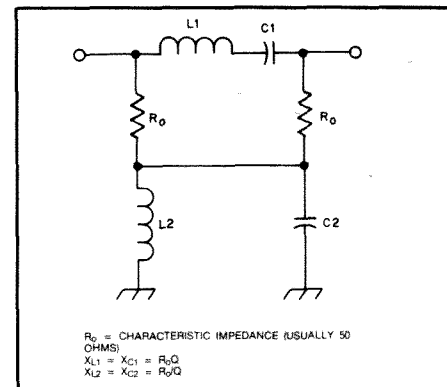 L1
C1
Ro
Ro
L2
C2
Ro = CHARACTERISTIC IMPEDANCE (USUALLY 50
OHMS)
XL1 = XC1 = RoQ
XL2 = XC2 = Ro/Q